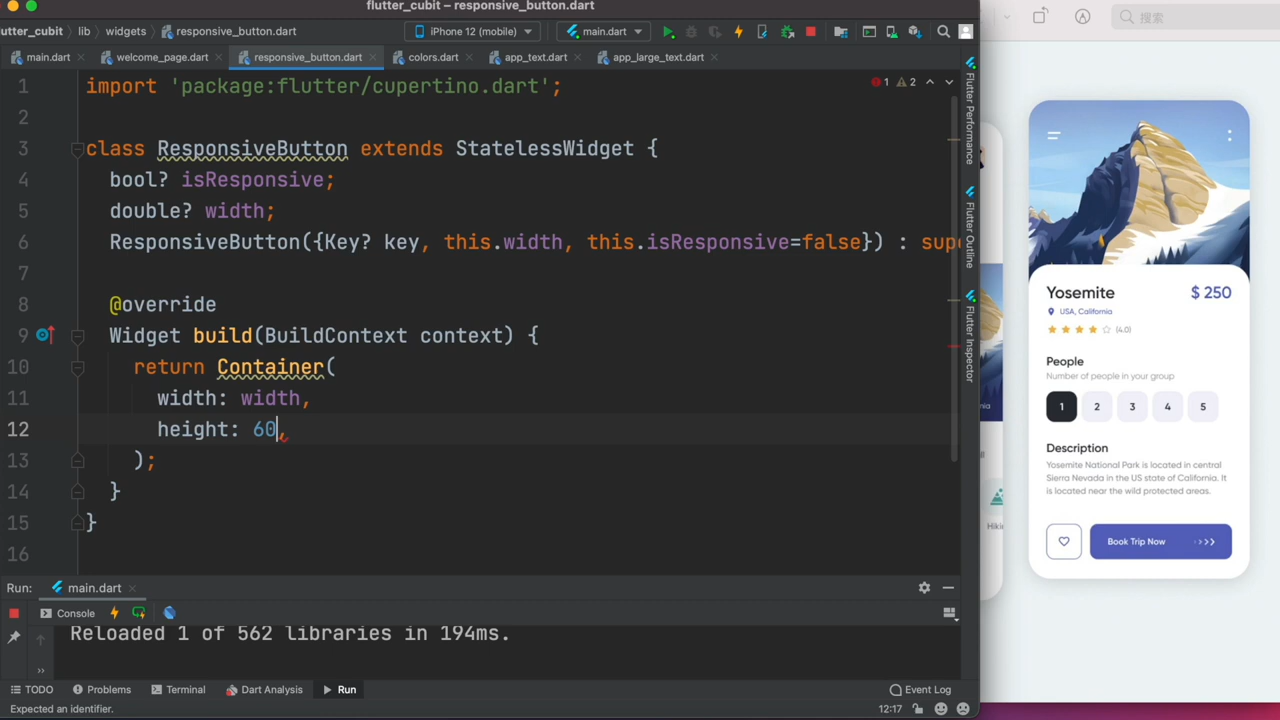 flutter_cubit – responsive_button.dart
utter_cubit lib widgets responsive_button.dart iPhone 12 (mobile) main.dart
main.dart welcome_page.dart responsive_button.dart colors.dart app_text.dart app_large_text.dart
1 import 'package:flutter/cupertino.dart';
1 2
2
3 class ResponsiveButton extends StatelessWidget {
4 bool? isResponsive;
5 double? width;
6 ResponsiveButton({Key? key, this.width, this.isResponsive=false}) : supe
7
8 @override
9 Widget build(BuildContext context) {
10 return Container(
11 width: width,
12 height: 60,
13 );
14 }
15 }
16
Flutter Performance
Flutter Outline
Flutter Inspector
Run: main.dart
Console
Reloaded 1 of 562 libraries in 194ms.
TODO Problems Terminal Dart Analysis Run Event Log
Expected an identifier. 12:17
搜索
Yosemite $ 250
USA, California
(4.0)
People
Number of people in your group
1 2 3 4 5
Description
Yosemite National Park is located in central
Sierra Nevada in the US state of California. It
is located near the wild protected areas.
Book Trip Now
Hikii